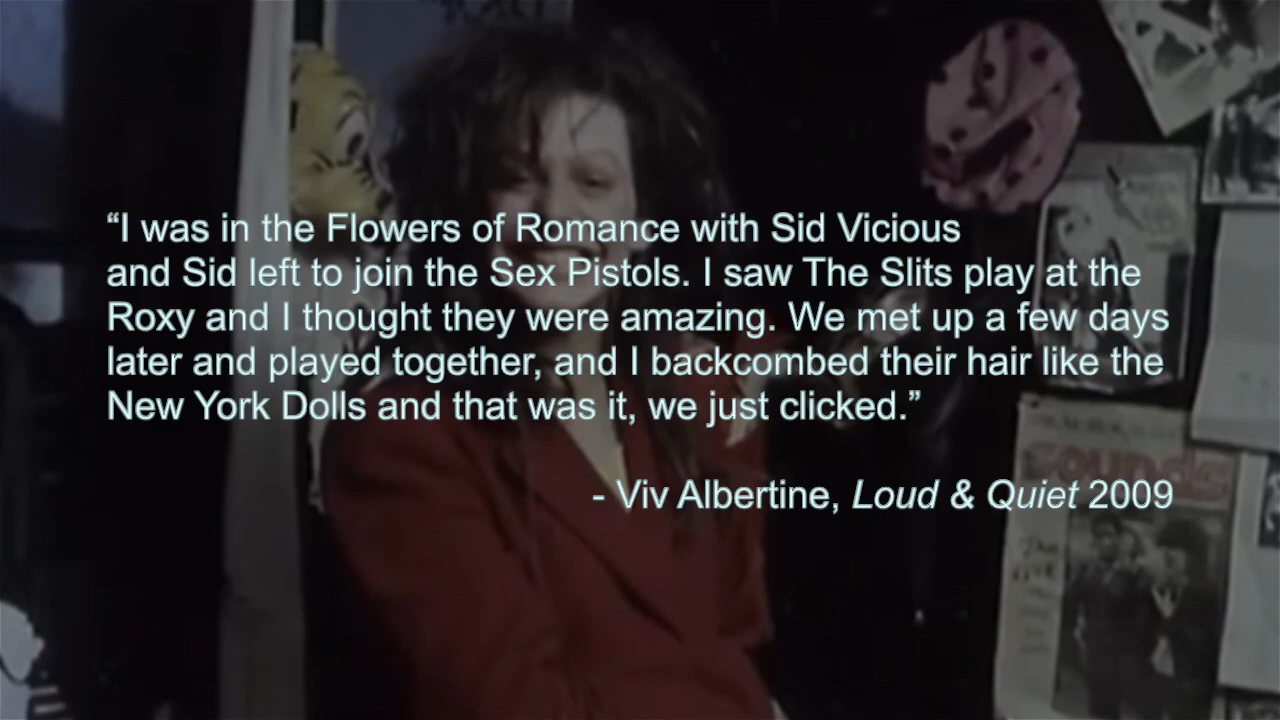 “I was in the Flowers of Romance with Sid Vicious
and Sid left to join the Sex Pistols. I saw The Slits play at the
Roxy and I thought they were amazing. We met up a few days
later and played together, and I backcombed their hair like the
New York Dolls and that was it, we just clicked.”
- Viv Albertine, Loud & Quiet 2009
sounds